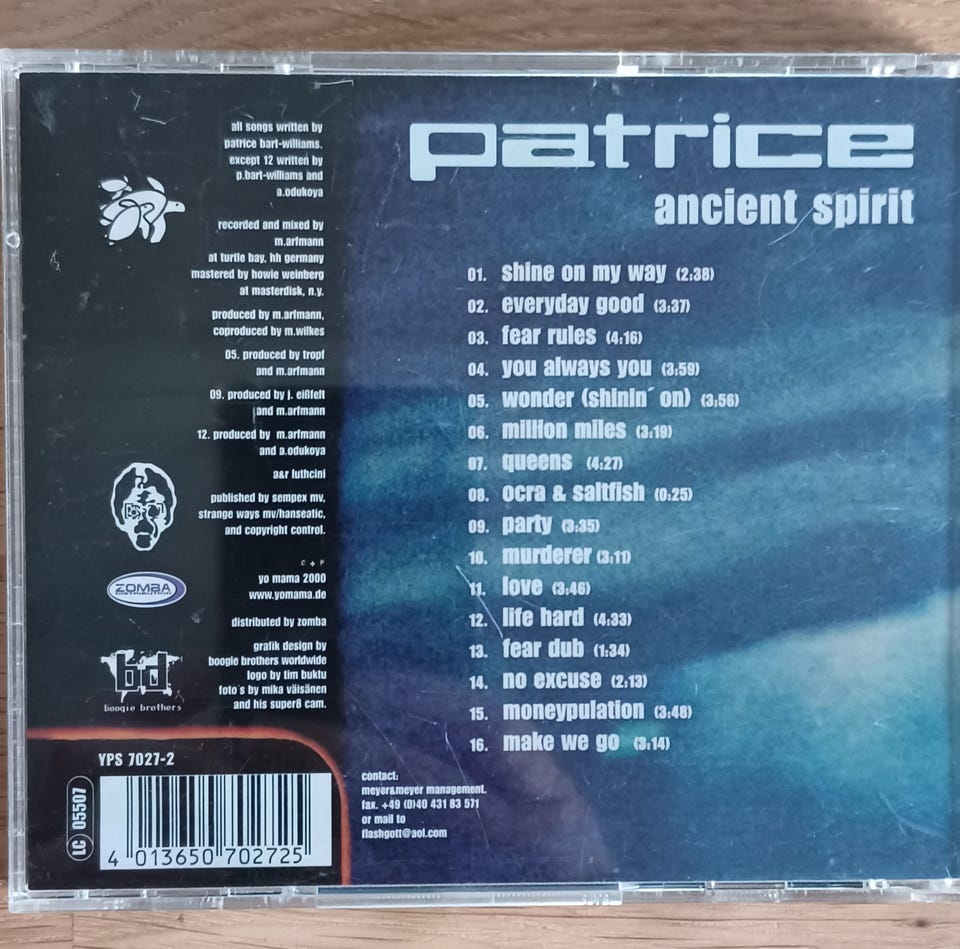 patrice
ancient spirit
01. shine on my way (2:38)
02. everyday good (3:37)
03. fear rules (4:16)
04. you always you (3:59)
05. wonder (shinin´ on) (3:56)
06. million miles (3:19)
07. queens (4:27)
08. ocra & saltfish (0:25)
09. party (3:35)
10. murderer (3:11)
11. love (3:46)
12. life hard (4:33)
13. fear dub (1:34)
14. no excuse (2:13)
15. moneypulation (3:48)
16. make we go (3:14)
all songs written by
patrice bart-williams.
except 12 written by
p.bart-williams and
a.odukoya
recorded and mixed by
m.arfmann
at turtle bay, hh germany
mastered by howie weinberg
at masterdisk, n.y.
produced by m.arfmann,
coproduced by m.wilkes
05. produced by tropf
and m.arfmann
09. produced by j. eißfelt
and m.arfmann
12. produced by m.arfmann
and a.odukoya
a&r luthcini
published by sempex mv,
strange ways mv/hanseatic,
and copyright control.
c + p
yo mama 2000
www.yomama.de
ZOMBA
DISTRIBUTION
distributed by zomba
grafik design by
boogie brothers worldwide
logo by tim buktu
foto´s by mika väisänen
and his super8 cam.
bd
boogie brothers
YPS 7027-2
LC 05507
4 013650 702725
contact:
meyer&meyer management.
fax. +49 (0)40 431 83 571
or mail to
flashgott@aol.com